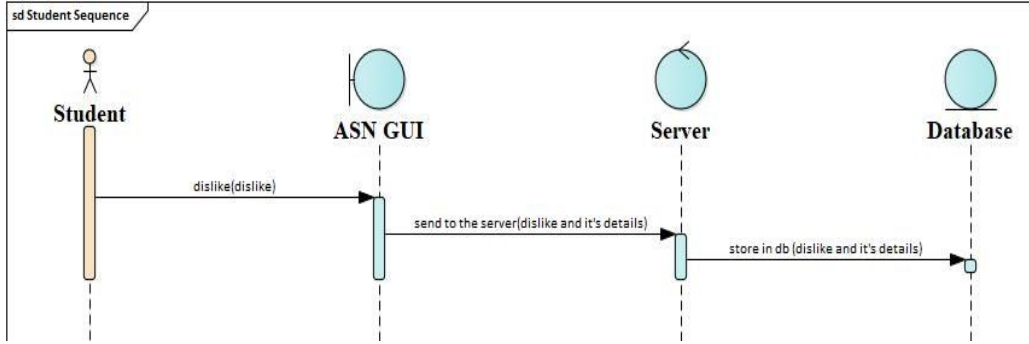 sd Student Sequence
Student
ASN GUI
Server
Database
dislike(dislike)
send to the server(dislike and it's details)
store in db (dislike and it's details)